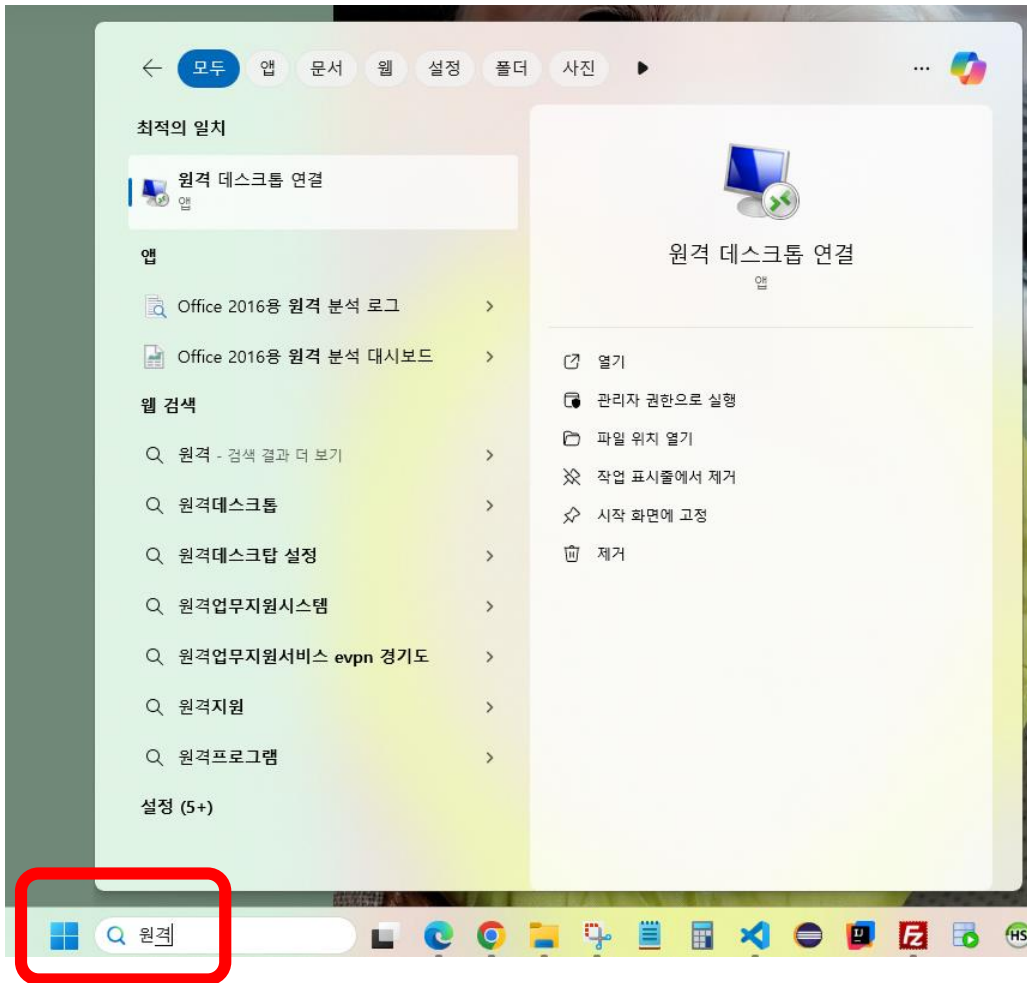 모두 앱 문서 웹 설정 폴더 사진
최적의 일치
원격 데스크톱 연결
앱
앱
Office 2016용 원격 분석 로그
Office 2016용 원격 분석 대시보드
웹 검색
원격 - 검색 결과 더 보기
원격데스크톱
원격데스크탑 설정
원격업무지원시스템
원격업무지원서비스 evpn 경기도
원격지원
원격프로그램
설정 (5+)
원격 데스크톱 연결
앱
열기
관리자 권한으로 실행
파일 위치 열기
작업 표시줄에서 제거
시작 화면에 고정
제거
원격
IJ
FZ
HS